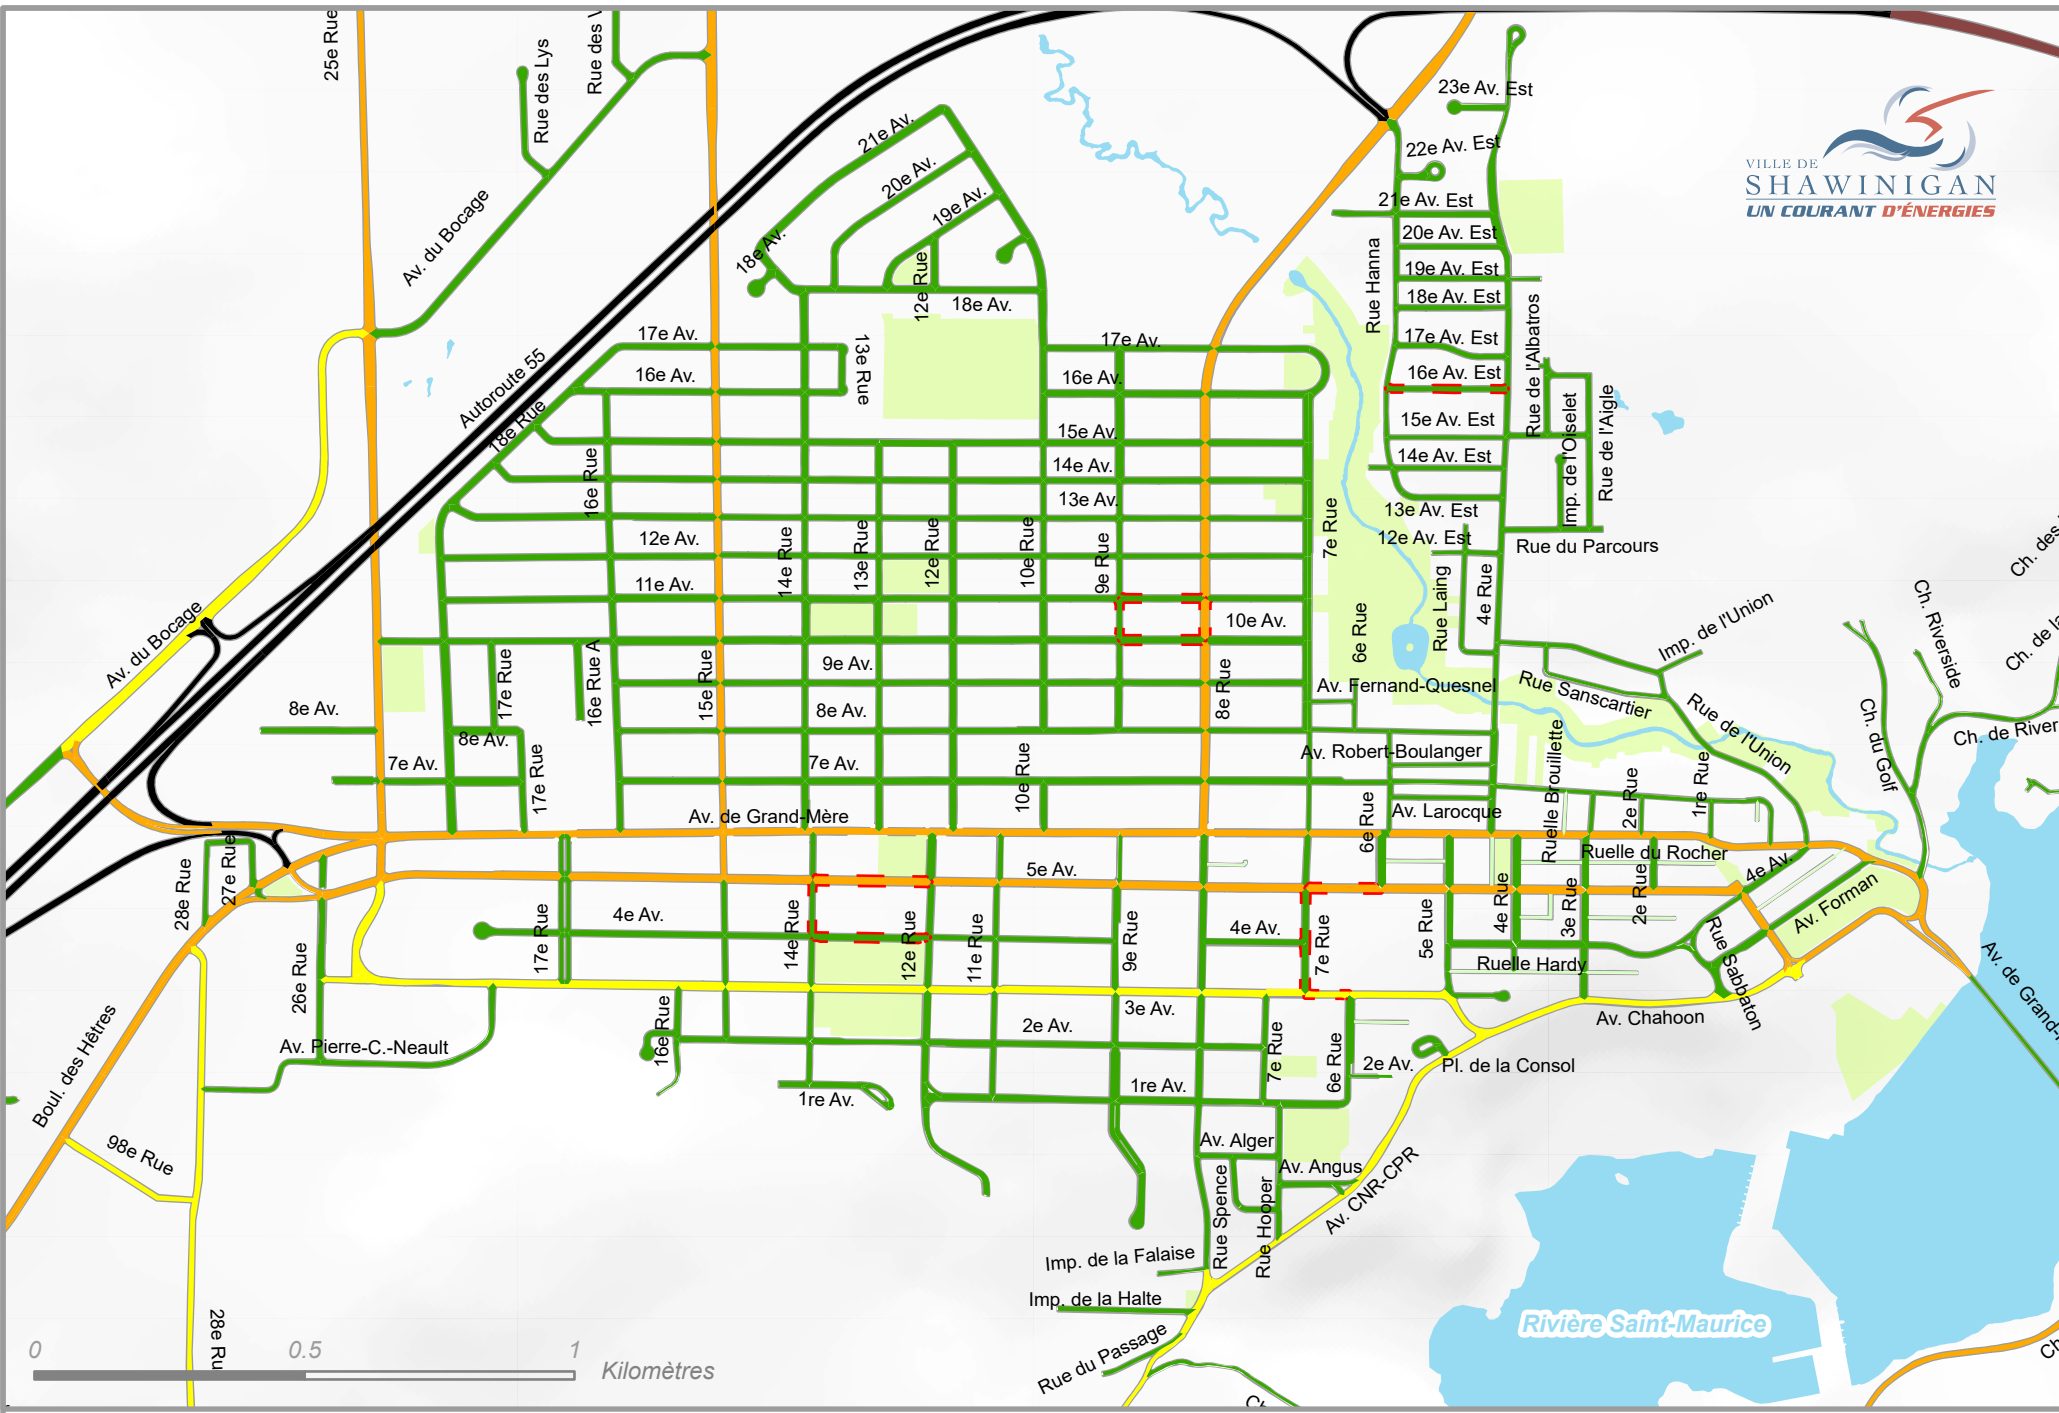 25e Rue
Rue des Lys
Rue des V
23e Av. Est
VILLE DE
SHAWINIGAN
UN COURANT D'ÉNERGIES
21e Av.
22e Av. Est
20e Av.
21e Av. Est
19e Av.
20e Av. Est
Av. du Bocage
18e Av.
Rue Hanna
12e Rue
19e Av. Est
18e Av.
18e Av. Est
17e Av.
17e Av.
17e Av. Est
Rue de l'Albatros
Autoroute 55
16e Av.
13e Rue
16e Av.
16e Av. Est
18e Rue
15e Av.
15e Av. Est
Imp. de l'Oiselet
Rue de l'Aigle
16e Rue
14e Av.
14e Av. Est
13e Av.
13e Av. Est
12e Av.
14e Rue
13e Rue
12e Rue
10e Rue
9e Rue
7e Rue
12e Av. Est
Rue du Parcours
Ch. des
11e Av.
10e Av.
6e Rue
Rue Laing
4e Rue
Imp. de l'Union
Ch. Riverside
Ch. de la
Av. du Bocage
17e Rue
16e Rue A
15e Rue
9e Av.
8e Rue
Av. Fernand-Quesnel
Rue Sanscartier
Rue de l'Union
8e Av.
8e Av.
8e Av.
Ch. du Golf
Ch. de River
7e Av.
17e Rue
7e Av.
10e Rue
Av. Robert-Boulanger
Ruelle Brouillette
2e Rue
1re Rue
Av. de Grand-Mère
6e Rue
Av. Larocque
28e Rue
27e Rue
5e Av.
Ruelle du Rocher
4e Av.
17e Rue
4e Av.
14e Rue
12e Rue
11e Rue
9e Rue
4e Av.
7e Rue
5e Rue
4e Rue
3e Rue
2e Rue
Av. Forman
Rue Sabbaton
Ruelle Hardy
Av. de Grand-
26e Rue
3e Av.
Av. Chahoon
16e Rue
2e Av.
7e Rue
6e Rue
2e Av.
Pl. de la Consol
Boul. des Hêtres
Av. Pierre-C.-Neault
1re Av.
1re Av.
98e Rue
Av. Alger
Av. Angus
Av. CNR-CPR
Rue Spence
Rue Hooper
Imp. de la Falaise
Imp. de la Halte
28e Ru
Rivière Saint-Maurice
Rue du Passage
0 0.5 1 Kilomètres
Ch
Ch